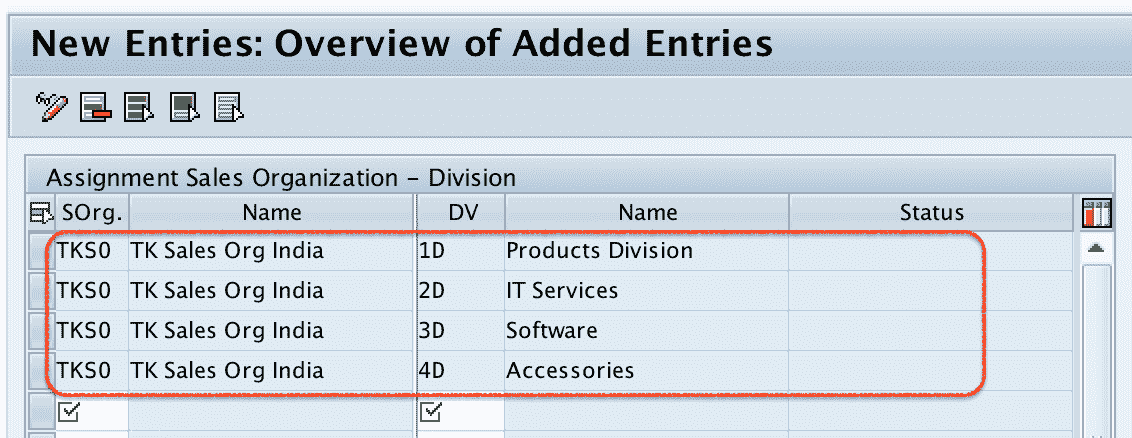 New Entries: Overview of Added Entries
Assignment Sales Organization – Division
SOrg. Name DV Name Status
TKS0 TK Sales Org India 1D Products Division
TKS0 TK Sales Org India 2D IT Services
TKS0 TK Sales Org India 3D Software
TKS0 TK Sales Org India 4D Accessories